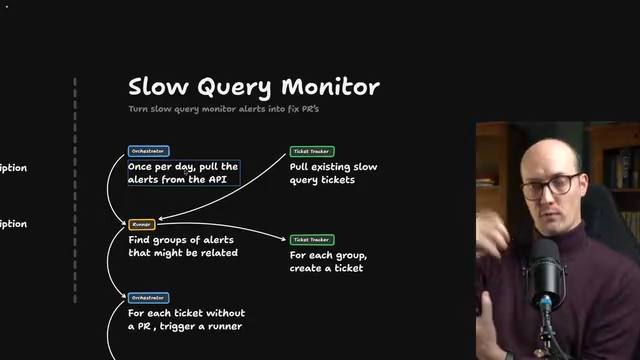 Slow Query Monitor
Turn slow query monitor alerts into fix PR's
Orchestrator
Once per day, pull the
alerts from the API
Ticket Tracker
Pull existing slow
query tickets
iption
Runner
Find groups of alerts
that might be related
Ticket Tracker
For each group,
create a ticket
iption
Orchestrator
For each ticket without
a PR , trigger a runner